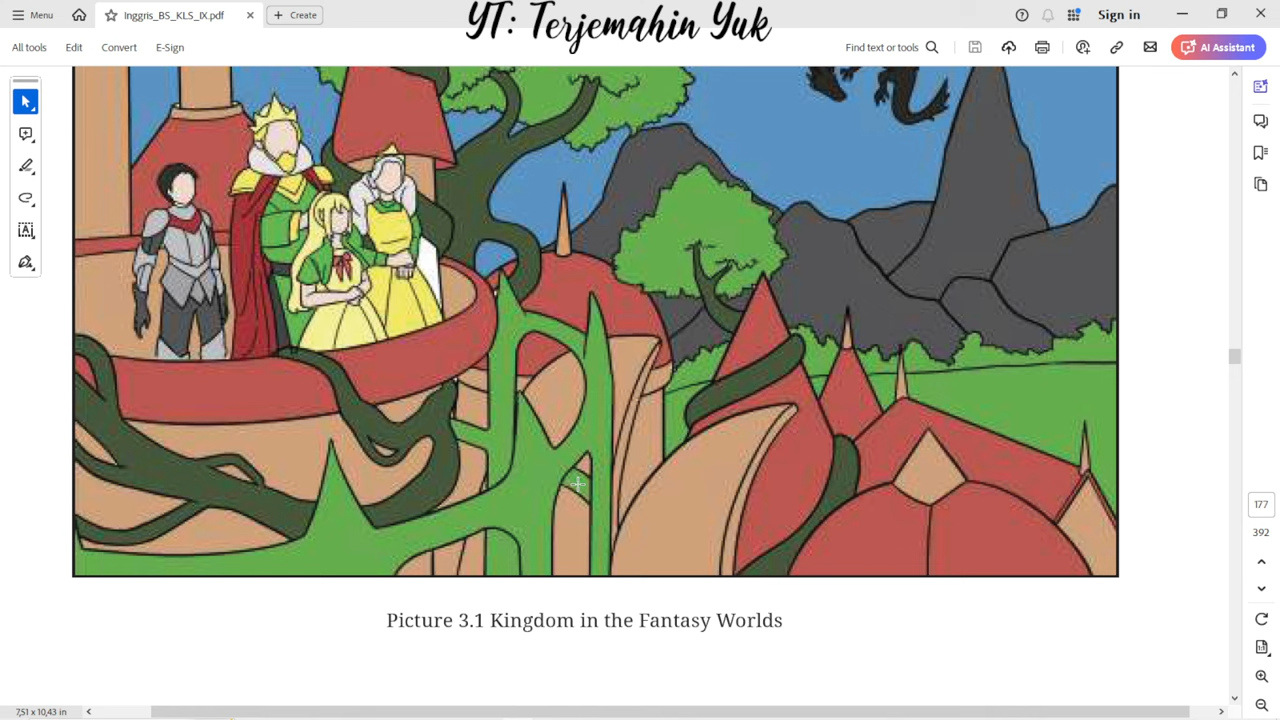 Menu
Inggris_BS_KLS_IX.pdf
Create
YT: Terjemahin Yuk
Sign in
All tools
Edit
Convert
E-Sign
Find text or tools
AI Assistant
177
392
Picture 3.1 Kingdom in the Fantasy Worlds
7,51 x 10,43 in